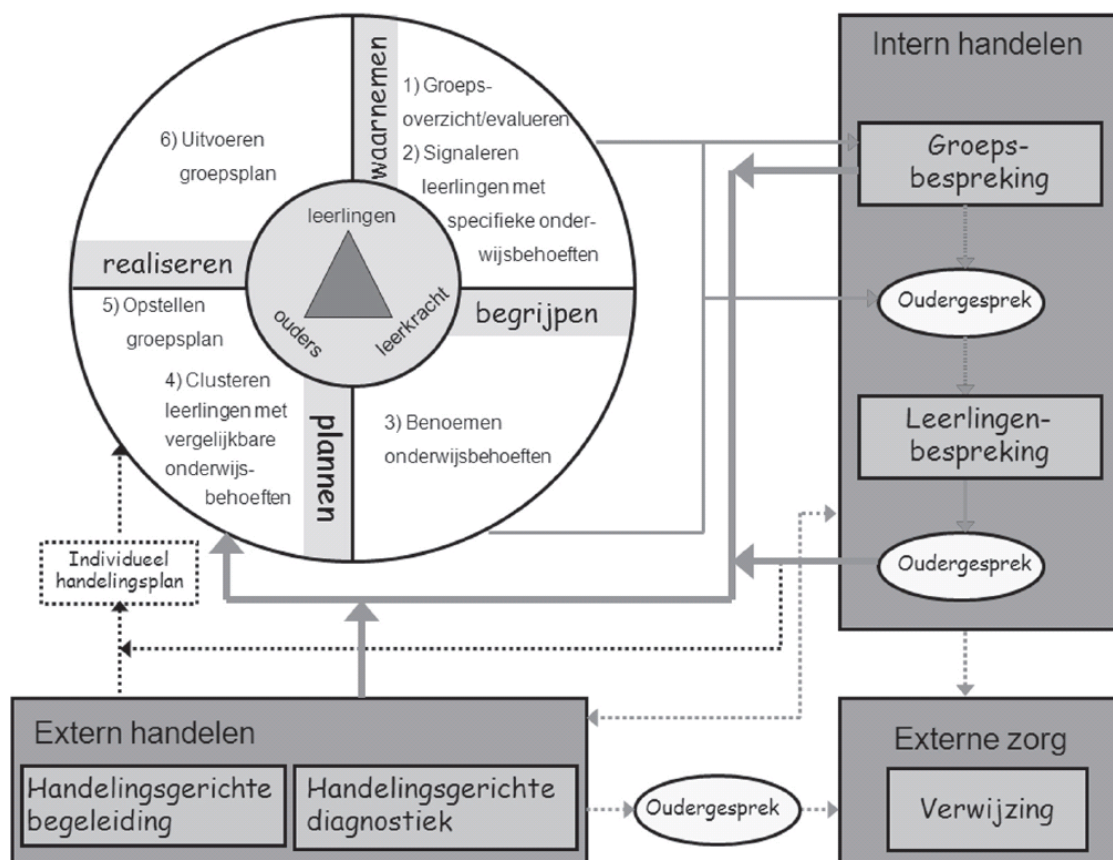 waarnemen
1) Groeps-
overzicht/evalueren
2) Signaleren
leerlingen met
specifieke onder-
wijsbehoeften
begrijpen
3) Benoemen
onderwijsbehoeften
plannen
4) Clusteren
leerlingen met
vergelijkbare
onderwijs-
behoeften
5) Opstellen
groepsplan
realiseren
6) Uitvoeren
groepsplan
leerlingen
ouders
leerkracht
Intern handelen
Groeps-
bespreking
Oudergesprek
Leerlingen-
bespreking
Oudergesprek
Individueel
handelingsplan
Extern handelen
Handelingsgerichte
begeleiding
Handelingsgerichte
diagnostiek
Oudergesprek
Externe zorg
Verwijzing